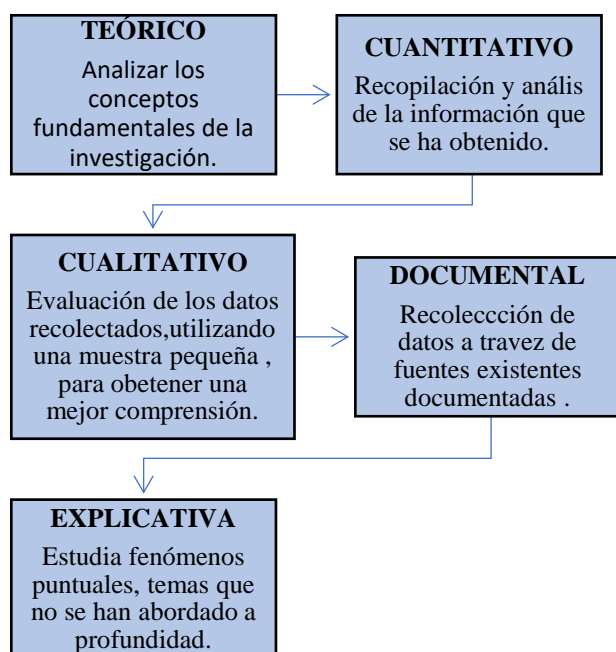 TEÓRICO
Analizar los
conceptos
fundamentales de la
investigación.
CUANTITATIVO
Recopilación y anális
de la información que
se ha obtenido.
CUALITATIVO
Evaluación de los datos
recolectados,utilizando
una muestra pequeña ,
para obetener una
mejor comprensión.
DOCUMENTAL
Recoleccción de
datos a travez de
fuentes existentes
documentadas .
EXPLICATIVA
Estudia fenómenos
puntuales, temas que
no se han abordado a
profundidad.